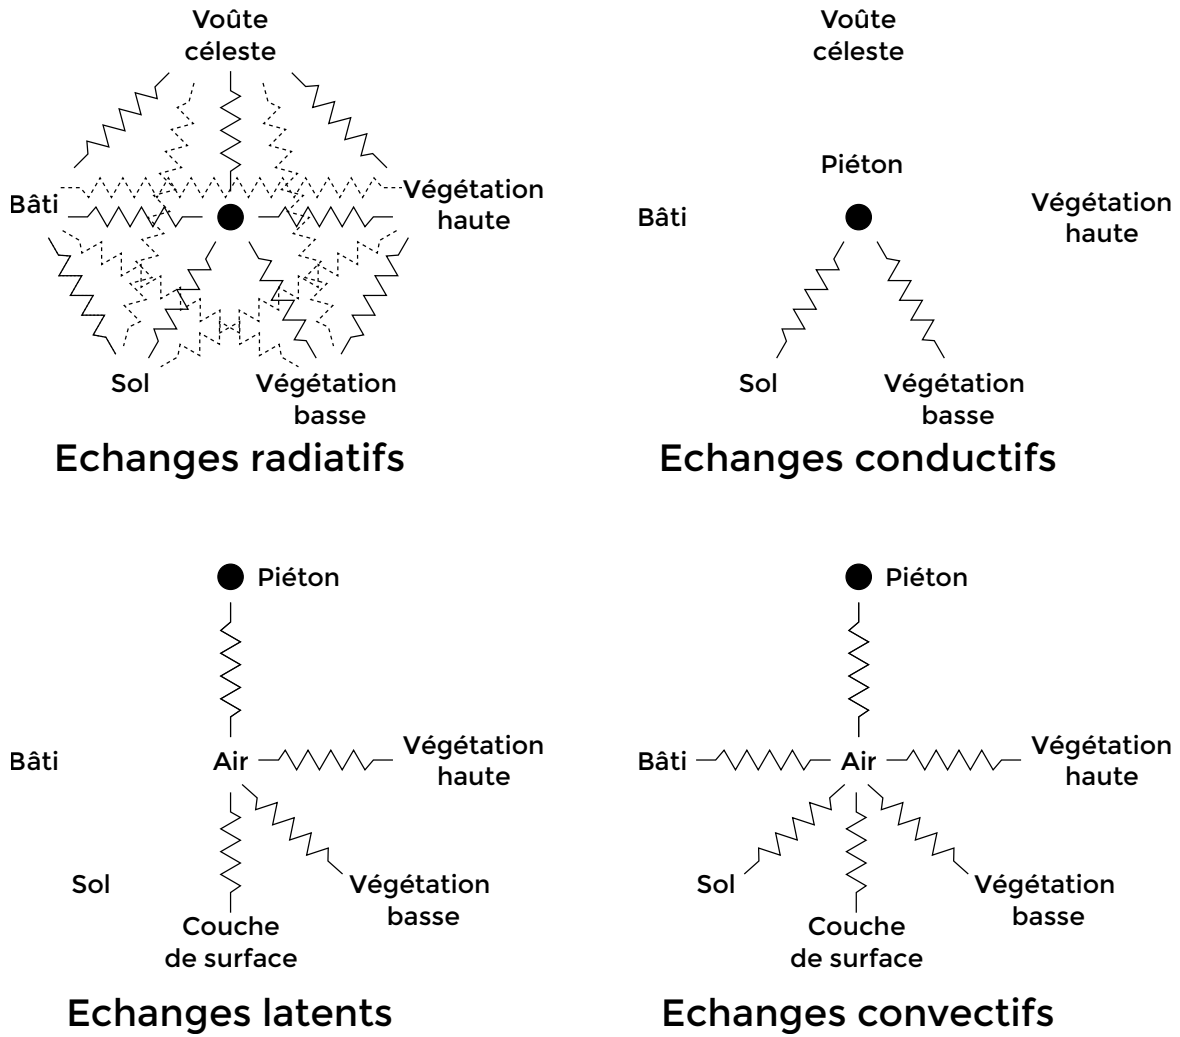 Voûte
céleste
Bâti
Végétation
haute
Sol
Végétation
basse
Echanges radiatifs
Voûte
céleste
Piéton
Bâti
Végétation
haute
Sol
Végétation
basse
Echanges conductifs
Piéton
Bâti
Air
Végétation
haute
Sol
Végétation
basse
Couche
de surface
Echanges latents
Piéton
Bâti
Air
Végétation
haute
Sol
Végétation
basse
Couche
de surface
Echanges convectifs